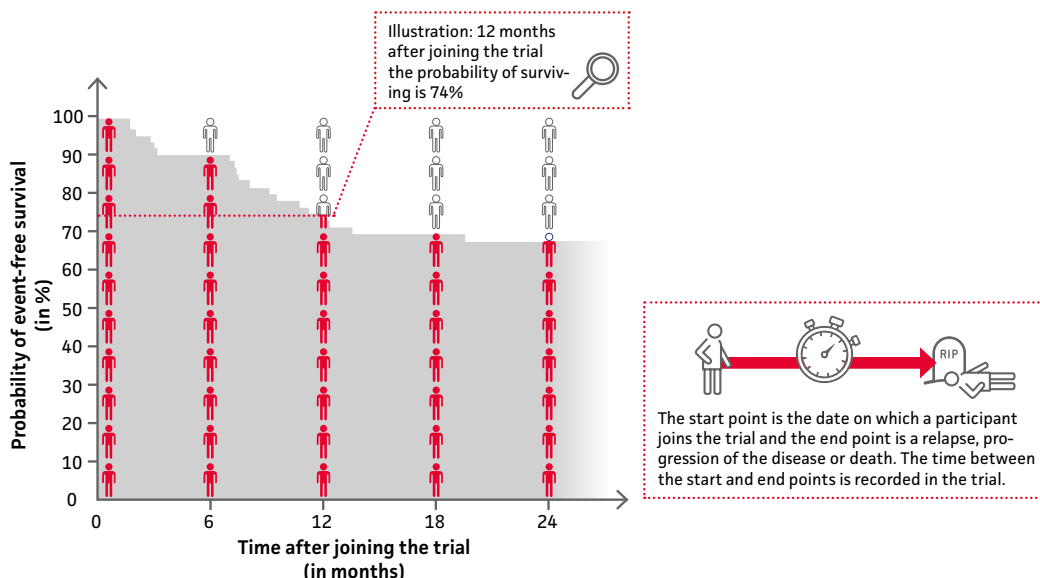 Illustration: 12 months
after joining the trial
the probability of surviv-
ing is 74%
Probability of event-free survival
(in %)
100
90
80
70
60
50
40
30
20
10
0
0
6
12
18
24
Time after joining the trial
(in months)
RIP
The start point is the date on which a participant
joins the trial and the end point is a relapse, pro-
gression of the disease or death. The time between
the start and end points is recorded in the trial.